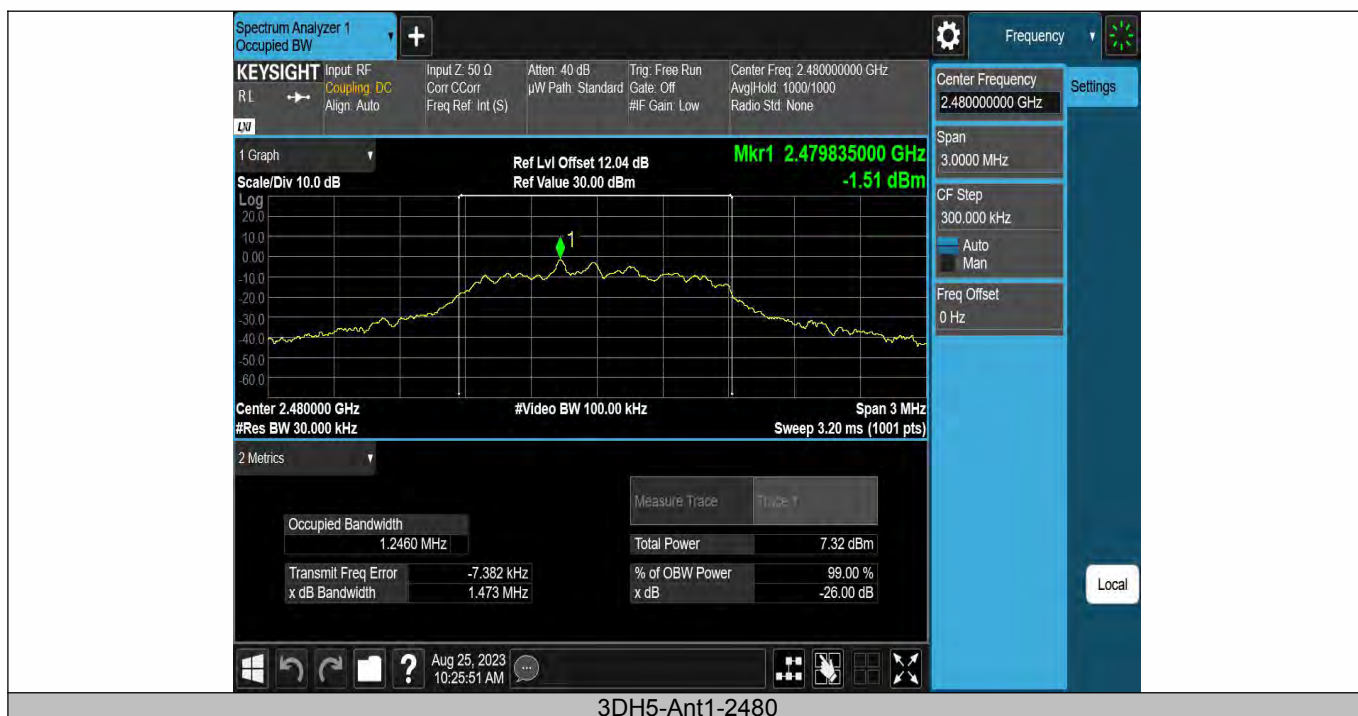 Spectrum Analyzer 1
Occupied BW
+
Frequency
KEYSIGHT
RL
LXI
Input: RF
Coupling: DC
Align: Auto
Input Z: 50 Ω
Corr CCorr
Freq Ref: Int (S)
Atten: 40 dB
µW Path: Standard
Trig: Free Run
Gate: Off
#IF Gain: Low
Center Freq: 2.480000000 GHz
Avg|Hold: 1000/1000
Radio Std: None
Center Frequency
2.480000000 GHz
Settings
Span
3.0000 MHz
CF Step
300.000 kHz
Auto
Man
Freq Offset
0 Hz
1 Graph
Scale/Div 10.0 dB
Ref Lvl Offset 12.04 dB
Ref Value 30.00 dBm
Mkr1 2.479835000 GHz
-1.51 dBm
Log
20.0
10.0
0.00
-10.0
-20.0
-30.0
-40.0
-50.0
-60.0
1
Center 2.480000 GHz
#Res BW 30.000 kHz
#Video BW 100.00 kHz
Span 3 MHz
Sweep 3.20 ms (1001 pts)
2 Metrics
Measure Trace
Trace 1
Occupied Bandwidth
1.2460 MHz
Total Power 7.32 dBm
Transmit Freq Error -7.382 kHz
% of OBW Power 99.00 %
x dB Bandwidth 1.473 MHz
x dB -26.00 dB
Local
?
Aug 25, 2023
10:25:51 AM
3DH5-Ant1-2480